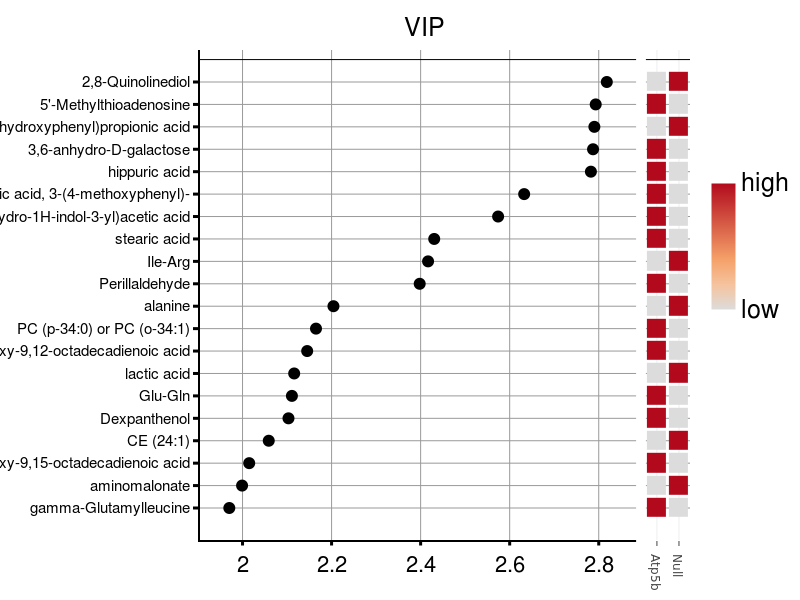 VIP
2,8-Quinolinediol
5'-Methylthioadenosine
hydroxyphenyl)propionic acid
3,6-anhydro-D-galactose
hippuric acid
ic acid, 3-(4-methoxyphenyl)-
ydro-1H-indol-3-yl)acetic acid
stearic acid
Ile-Arg
Perillaldehyde
alanine
PC (p-34:0) or PC (o-34:1)
xy-9,12-octadecadienoic acid
lactic acid
Glu-Gln
Dexpanthenol
CE (24:1)
xy-9,15-octadecadienoic acid
aminomalonate
gamma-Glutamylleucine
2 2.2 2.4 2.6 2.8
Atp5b
Null
high
low